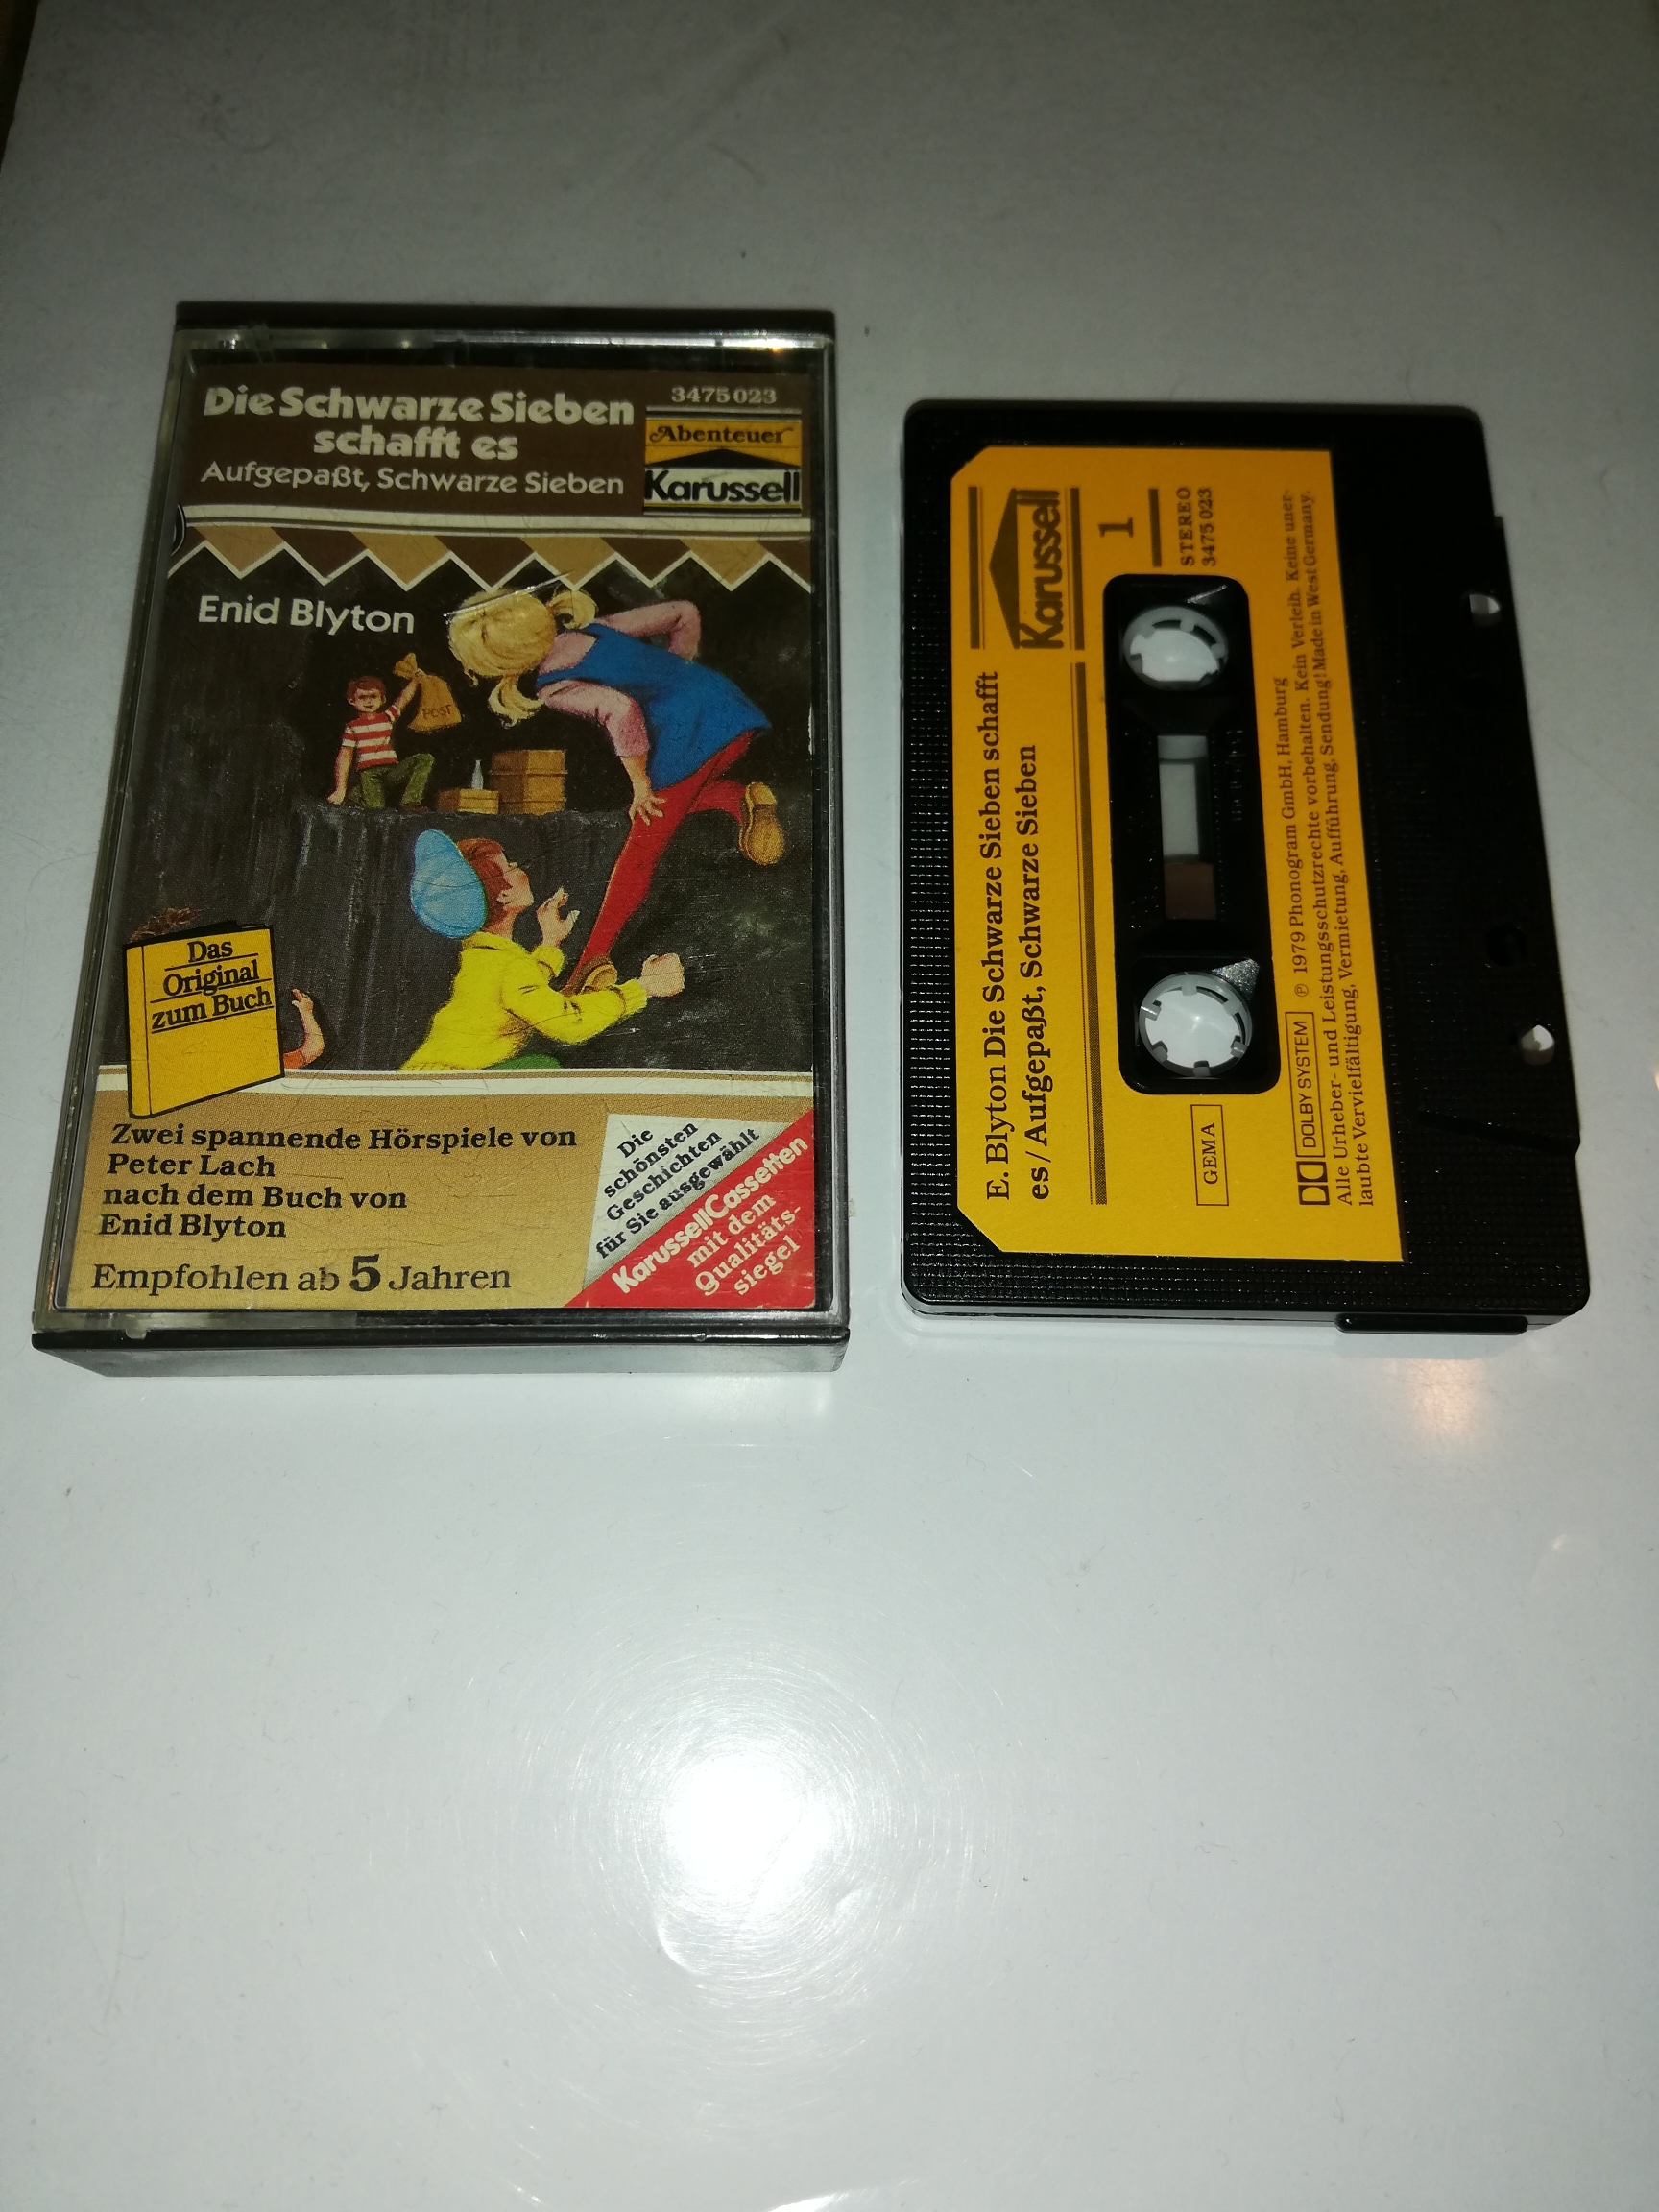 Die Schwarze Sieben
schafft es
Aufgepaßt, Schwarze Sieben
3475 023
Abenteuer
Karussell
Enid Blyton
POST
Das
Original
zum Buch
Zwei spannende Hörspiele von
Peter Lach
nach dem Buch von
Enid Blyton
Empfohlen ab 5 Jahren
Die
schönsten
Geschichten
für Sie ausgewählt
Karussell Cassetten
mit dem
Qualitäts-
siegel
Karussell
1
STEREO
3475 023
E. Blyton Die Schwarze Sieben schafft
es / Aufgepaßt, Schwarze Sieben
GEMA
DOLBY SYSTEM
℗ 1979 Phonogram GmbH, Hamburg
Alle Urheber- und Leistungsschutzrechte vorbehalten. Kein Verleih. Keine uner-
laubte Vervielfältigung, Vermietung, Aufführung, Sendung! Made in West Germany.